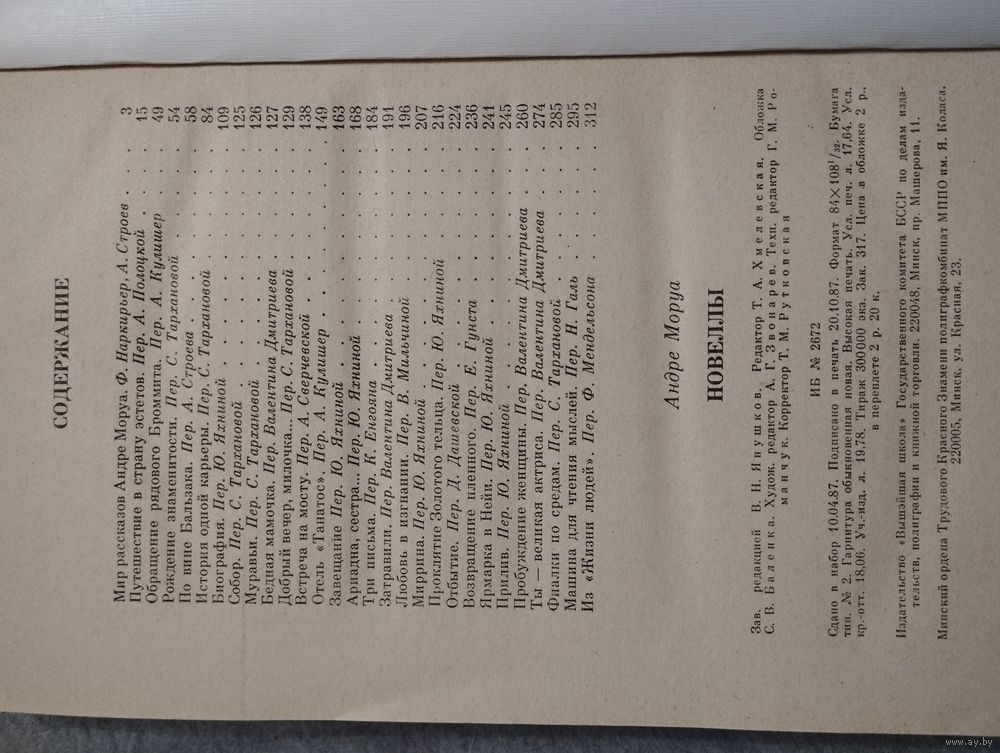 СОДЕРЖАНИЕ
Мир рассказов Андре Моруа. Ф. Наркирьер, А. Строев . 3
Путешествие в страну эстетов. Пер. А. Полоцкой . 15
Обращение рядового Броммита. Пер. А. Кулишер 49
Рождение знаменитости. Пер. С. Тархановой . . . 54
По вине Бальзака. Пер. А. Строева . . . . . . 58
История одной карьеры. Пер. С. Тархановой . . . 84
Биография. Пер. Ю. Яхниной . . . . . . . 109
Собор. Пер. С. Тархановой . . . . . . . 125
Муравьи. Пер. С. Тархановой . . . . . . . 126
Бедная мамочка. Пер. Валентина Дмитриева . . . 127
Добрый вечер, милочка... Пер. С. Тархановой . . . 129
Встреча на мосту. Пер. А. Сверчевской . . . . . 138
Отель «Танатос». Пер. А. Кулишер . . . . . 149
Завещание Пер. Ю. Яхниной . . . . . . . 163
Ариадна, сестра... Пер. Ю. Яхниной . . . . . 168
Три письма. Пер. К. Енгояна . . . . . . . 184
Затравили. Пер. Валентина Дмитриева . . . . . 191
Любовь в изгнании. Пер. В. Мильчиной . . . . 196
Миррина. Пер. Ю. Яхниной . . . . . . . 207
Проклятие Золотого тельца. Пер. Ю. Яхниной . . . 216
Отбытие. Пер. Д. Дашевской . . . . . . . 224
Возвращение пленного. Пер. Е. Гунста . . . . . 236
Ярмарка в Нейи. Пер. Ю. Яхниной . . . . . 241
Прилив. Пер. Ю. Яхниной . . . . . . . 245
Пробуждение женщины. Пер. Валентина Дмитриева . 260
Ты — великая актриса. Пер. Валентина Дмитриева . 274
Фиалки по средам. Пер. С. Тархановой . . . . 285
Машина для чтения мыслей. Пер. Н. Галь . . . . 295
Из «Жизни людей». Пер. Ф. Мендельсона . . . . 312
Андре Моруа
НОВЕЛЛЫ
Зав. редакцией В. Н. Янушков. Редактор Т. А. Хмелевская. Обложка
С. В. Баленка. Худож. редактор А. Г. Звонарев. Техн. редактор Г. М. Ро-
манчук. Корректор Т. М. Рутковская
ИБ № 2672
Сдано в набор 10.04.87. Подписано в печать 20.10.87. Формат 84×108¹/₃₂. Бумага
тип. № 2. Гарнитура обыкновенная новая. Высокая печать. Усл. печ. л. 17,64. Усл.
кр.-отт. 18,06. Уч.-изд. л. 19,78. Тираж 300 000 экз. Зак. 317. Цена в обложке 2 р.,
в переплете 2 р. 20 к.
Издательство «Вышэйшая школа» Государственного комитета БССР по делам изда-
тельств, полиграфии и книжной торговли. 220048, Минск, пр. Машерова, 11.
Минский ордена Трудового Красного Знамени полиграфкомбинат МППО им. Я. Коласа.
220005, Минск, ул. Красная, 23.
www.ay.by